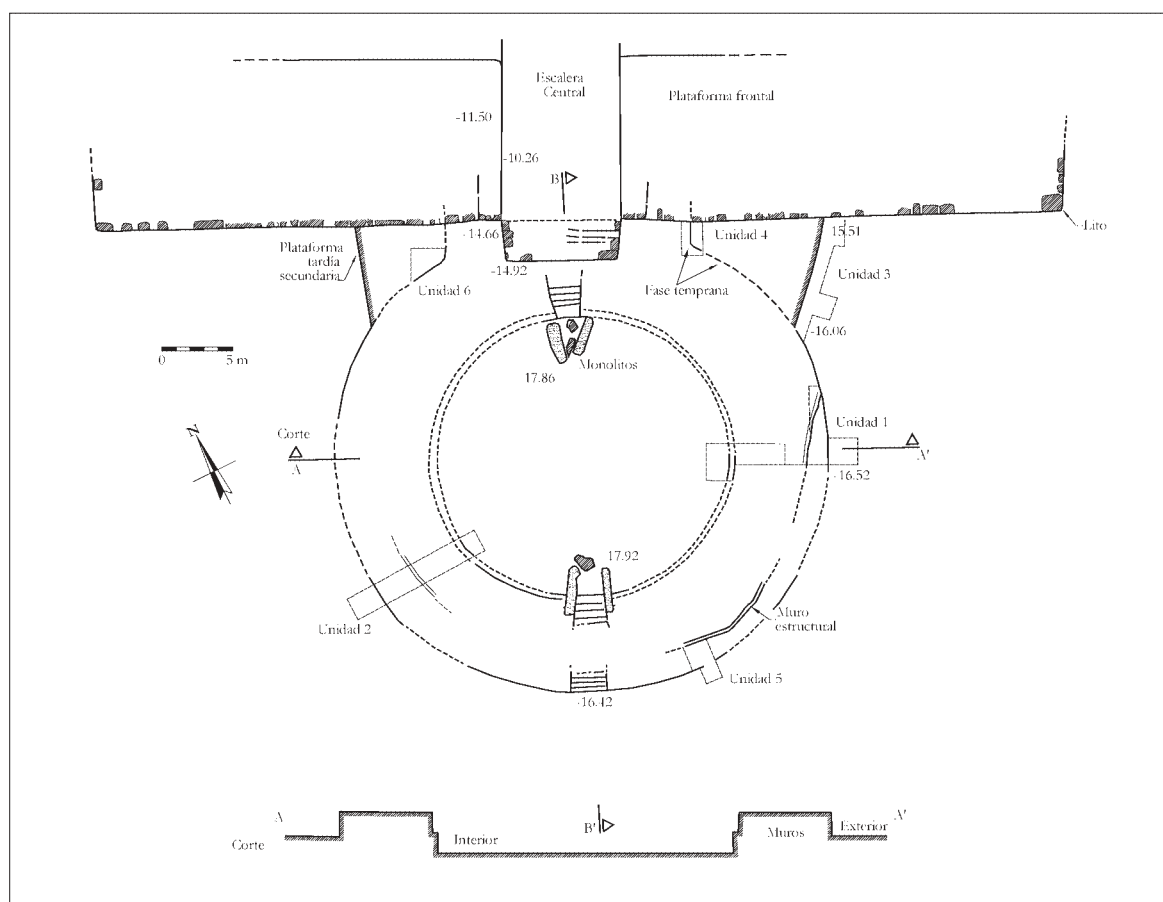 Escalera
Central
Plataforma frontal
-11.50
-10.26
B
-14.66
-14.92
Unidad 4
15.51
Lito
Plataforma
tardía
secundaria
Unidad 6
Fase temprana
Unidad 3
-16.06
0 5 m
Monolitos
17.86
N
Corte
A
Unidad 1
A'
-16.52
17.92
Unidad 2
Muro
estructural
Unidad 5
-16.42
A
Corte
Interior
B'
Muros
Exterior
A'